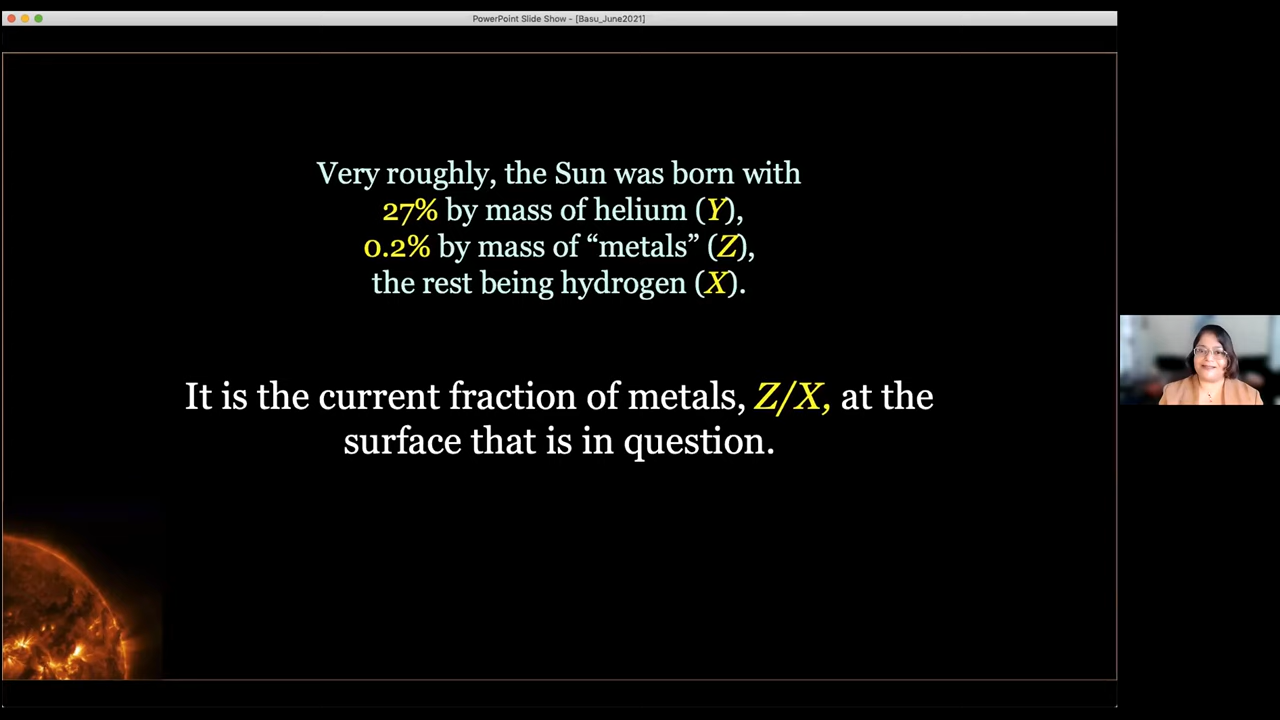 PowerPoint Slide Show - [Basu_June2021]
Very roughly, the Sun was born with
27% by mass of helium (Y),
0.2% by mass of “metals” (Z),
the rest being hydrogen (X).
It is the current fraction of metals, Z/X, at the
surface that is in question.